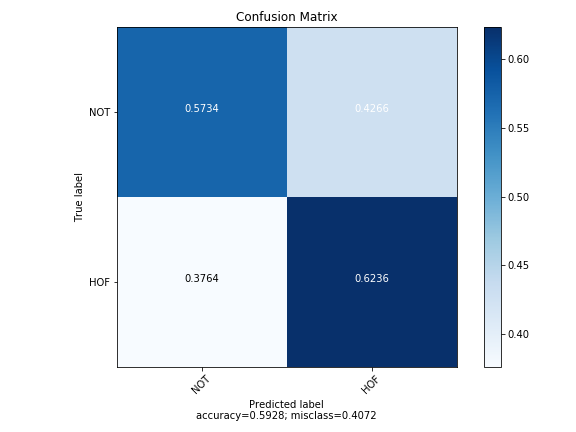 Confusion Matrix
NOT
0.5734
0.4266
HOF
0.3764
0.6236
True label
NOT
HOF
Predicted label
accuracy=0.5928; misclass=0.4072
0.60
0.55
0.50
0.45
0.40